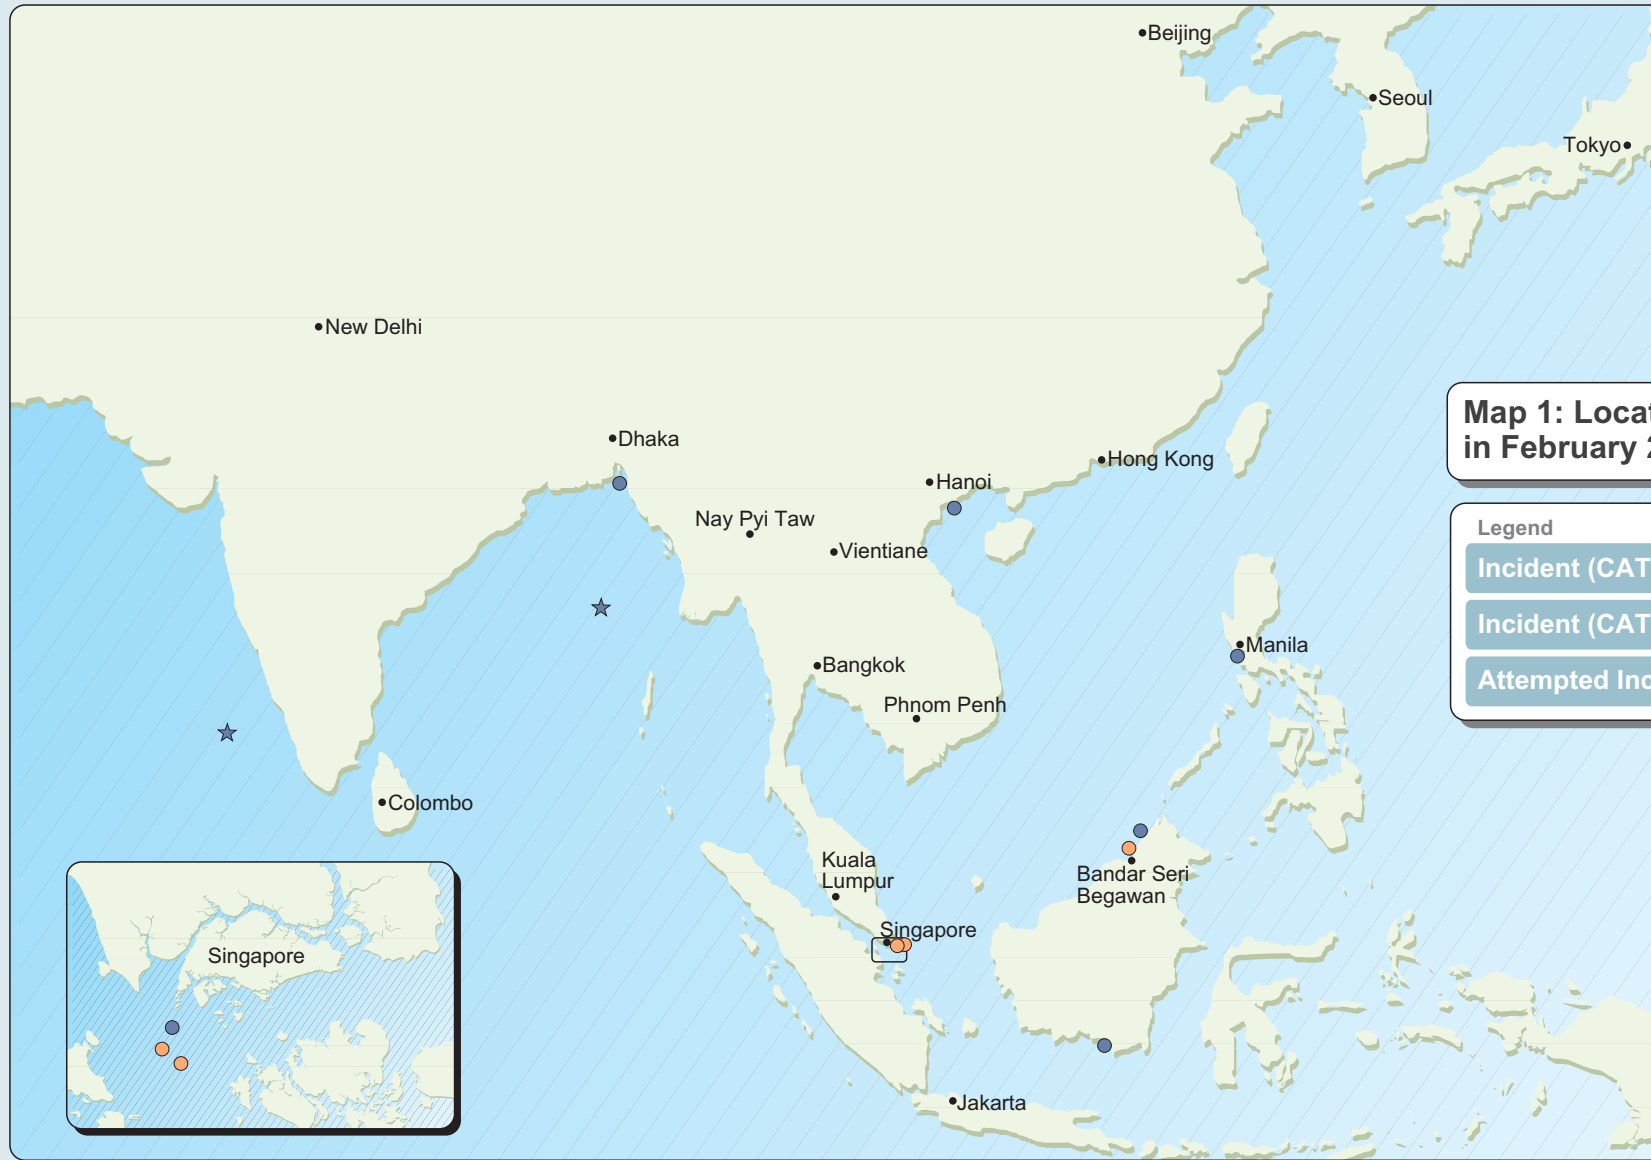 Beijing
Seoul
Tokyo
New Delhi
Map 1: Locat
in February 2
Dhaka
Hong Kong
Hanoi
Nay Pyi Taw
Legend
Vientiane
Incident (CAT
Incident (CAT
Manila
Bangkok
Attempted Inc
Phnom Penh
Colombo
Kuala
Lumpur
Bandar Seri
Begawan
Singapore
Singapore
Jakarta